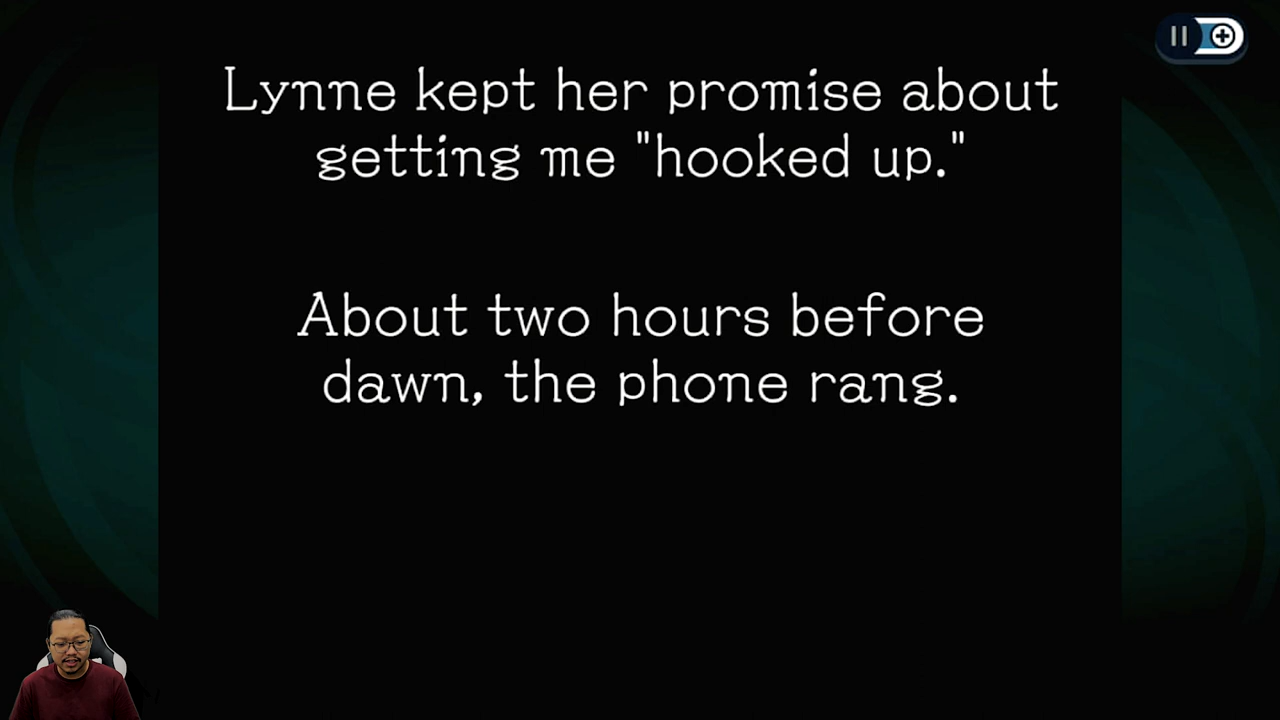 Lynne kept her promise about
getting me "hooked up."
About two hours before
dawn, the phone rang.